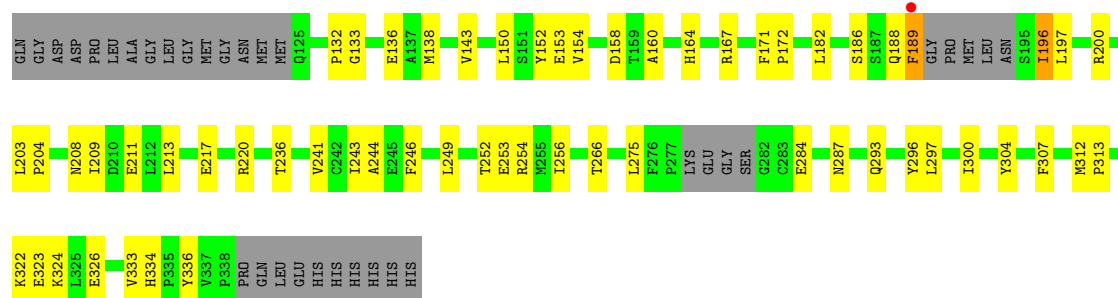 GLN GLY ASP ASP PRO LEU LEU ALA GLY LEU GLY MET GLY ASN MET MET Q125 P132 G133 E136 A137 M138 V143 L150 S151 Y152 E153 V154 D158 T159 A160 H164 R167 F171 P172 L182 S186 S187 Q188 F189 GLY PRO MET LEU ASN S195 I196 L197 R200
L203 P204 N208 I209 D210 E211 L212 L213 E217 R220 T236 V241 C242 I243 A244 E245 F246 L249 T252 E253 R254 M255 I256 T266 L275 F276 P277 LYS GLU GLY SER G282 C283 E284 N287 Q293 Y296 L297 I300 Y304 F307 M312 P313
K322 E323 K324 L325 E326 V333 H334 P335 Y336 V337 P338 PRO GLN LEU GLU HIS HIS HIS HIS HIS HIS